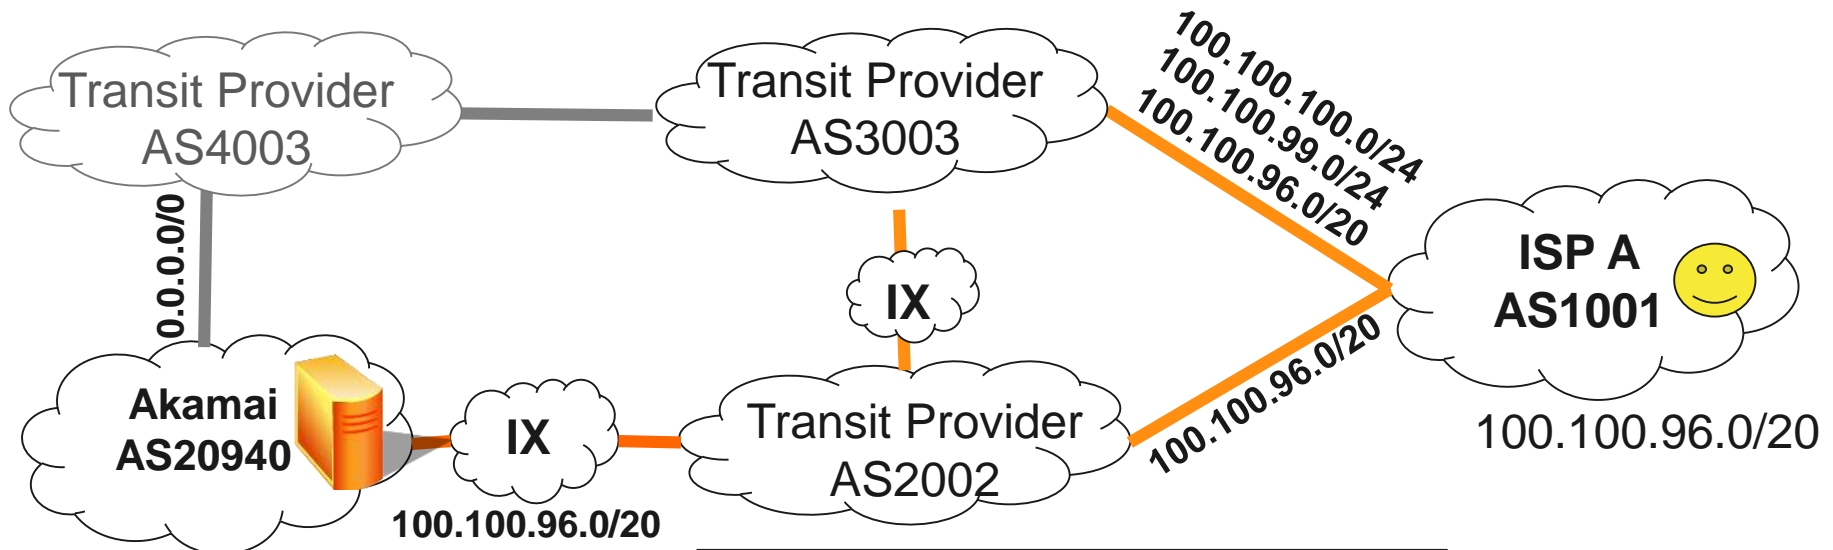 Transit Provider
AS4003
Transit Provider
AS3003
100.100.100.0/24
100.100.99.0/24
100.100.96.0/20
0.0.0.0/0
IX
ISP A
AS1001
100.100.96.0/20
Akamai
AS20940
IX
100.100.96.0/20
Transit Provider
AS2002
100.100.96.0/20